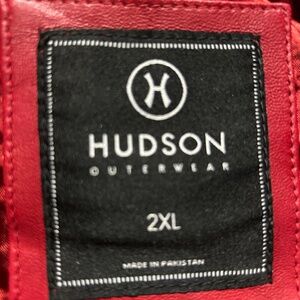 H
HUDSON
OUTERWEAR
2XL
MADE IN PAKISTAN